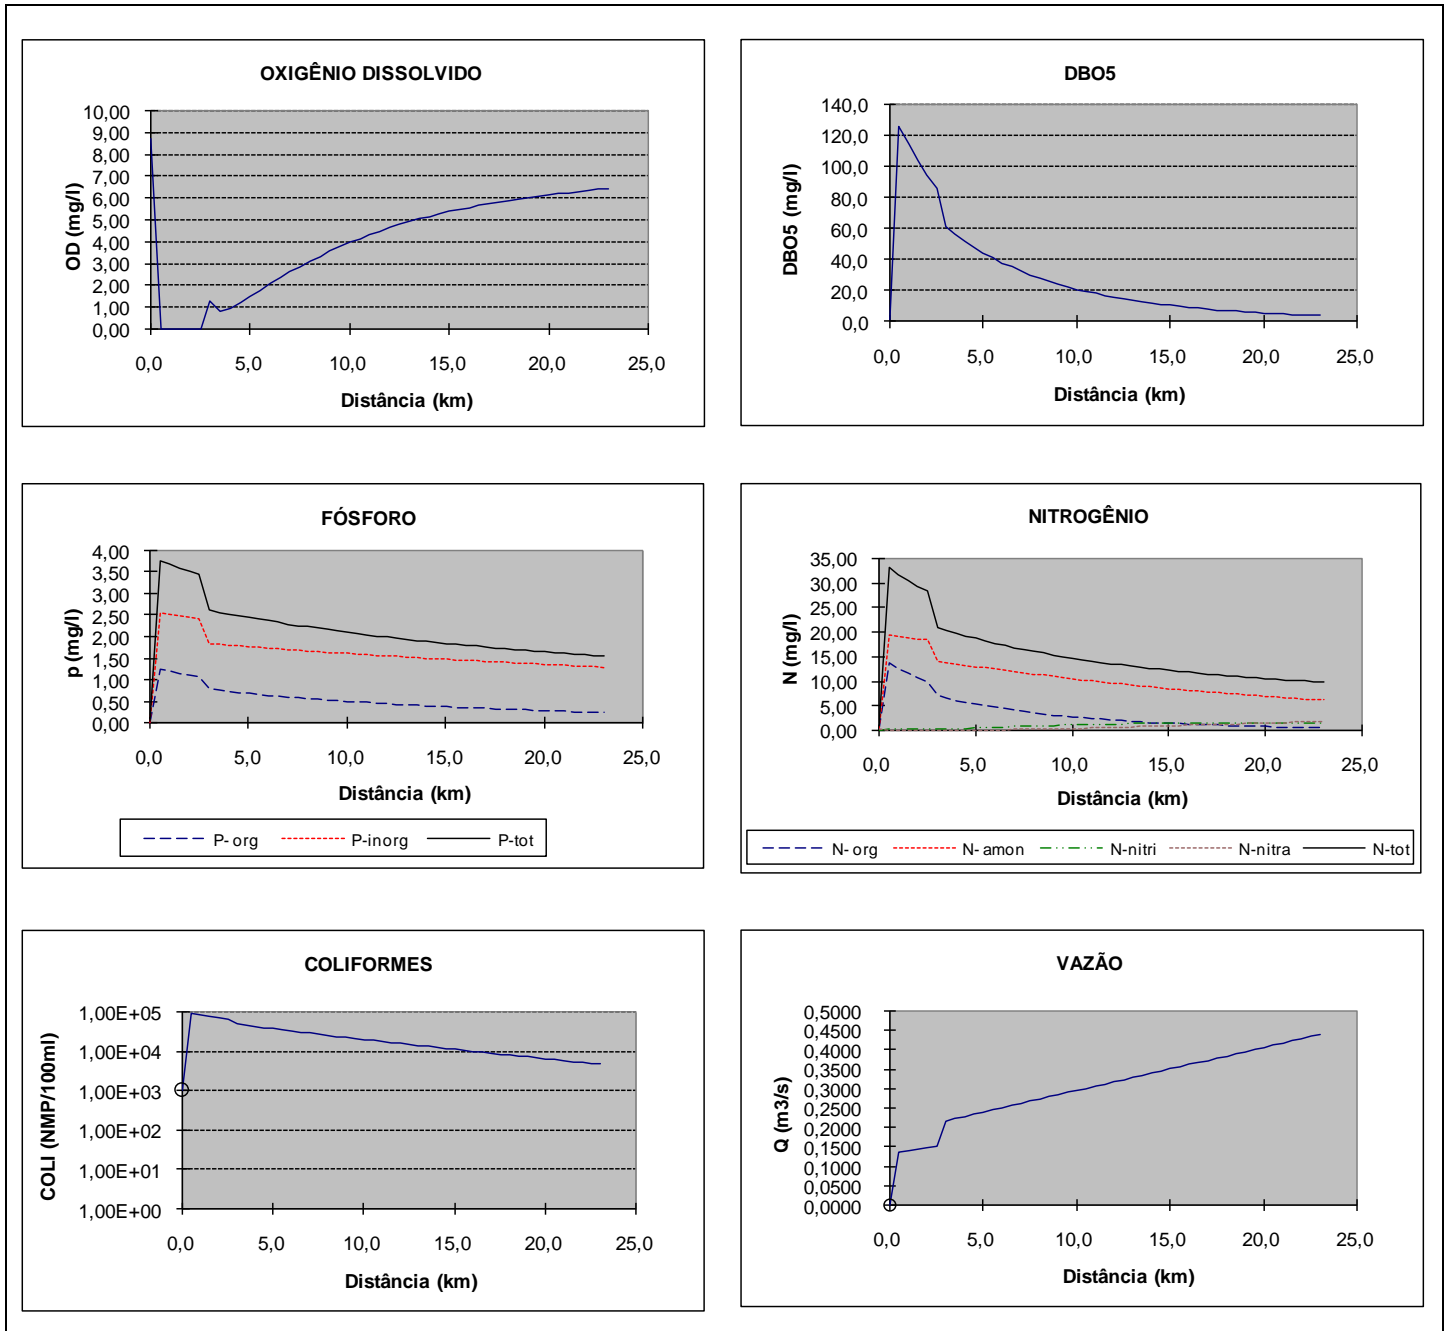 OXIGÊNIO DISSOLVIDO
10,00
9,00
8,00
7,00
6,00
5,00
4,00
3,00
2,00
1,00
0,00
OD (mg/l)
0,0 5,0 10,0 15,0 20,0 25,0
Distância (km)
DBO5
140,0
120,0
100,0
80,0
60,0
40,0
20,0
0,0
DBO5 (mg/l)
0,0 5,0 10,0 15,0 20,0 25,0
Distância (km)
FÓSFORO
4,00
3,50
3,00
2,50
2,00
1,50
1,00
0,50
0,00
p (mg/l)
0,0 5,0 10,0 15,0 20,0 25,0
Distância (km)
P- org P-inorg P-tot
NITROGÊNIO
35,00
30,00
25,00
20,00
15,00
10,00
5,00
0,00
N (mg/l)
0,0 5,0 10,0 15,0 20,0 25,0
Distância (km)
N- org N- amon N-nitri N-nitra N-tot
COLIFORMES
1,00E+05
1,00E+04
1,00E+03
1,00E+02
1,00E+01
1,00E+00
COLI (NMP/100ml)
0,0 5,0 10,0 15,0 20,0 25,0
Distância (km)
VAZÃO
0,5000
0,4500
0,4000
0,3500
0,3000
0,2500
0,2000
0,1500
0,1000
0,0500
0,0000
Q (m3/s)
0,0 5,0 10,0 15,0 20,0 25,0
Distância (km)